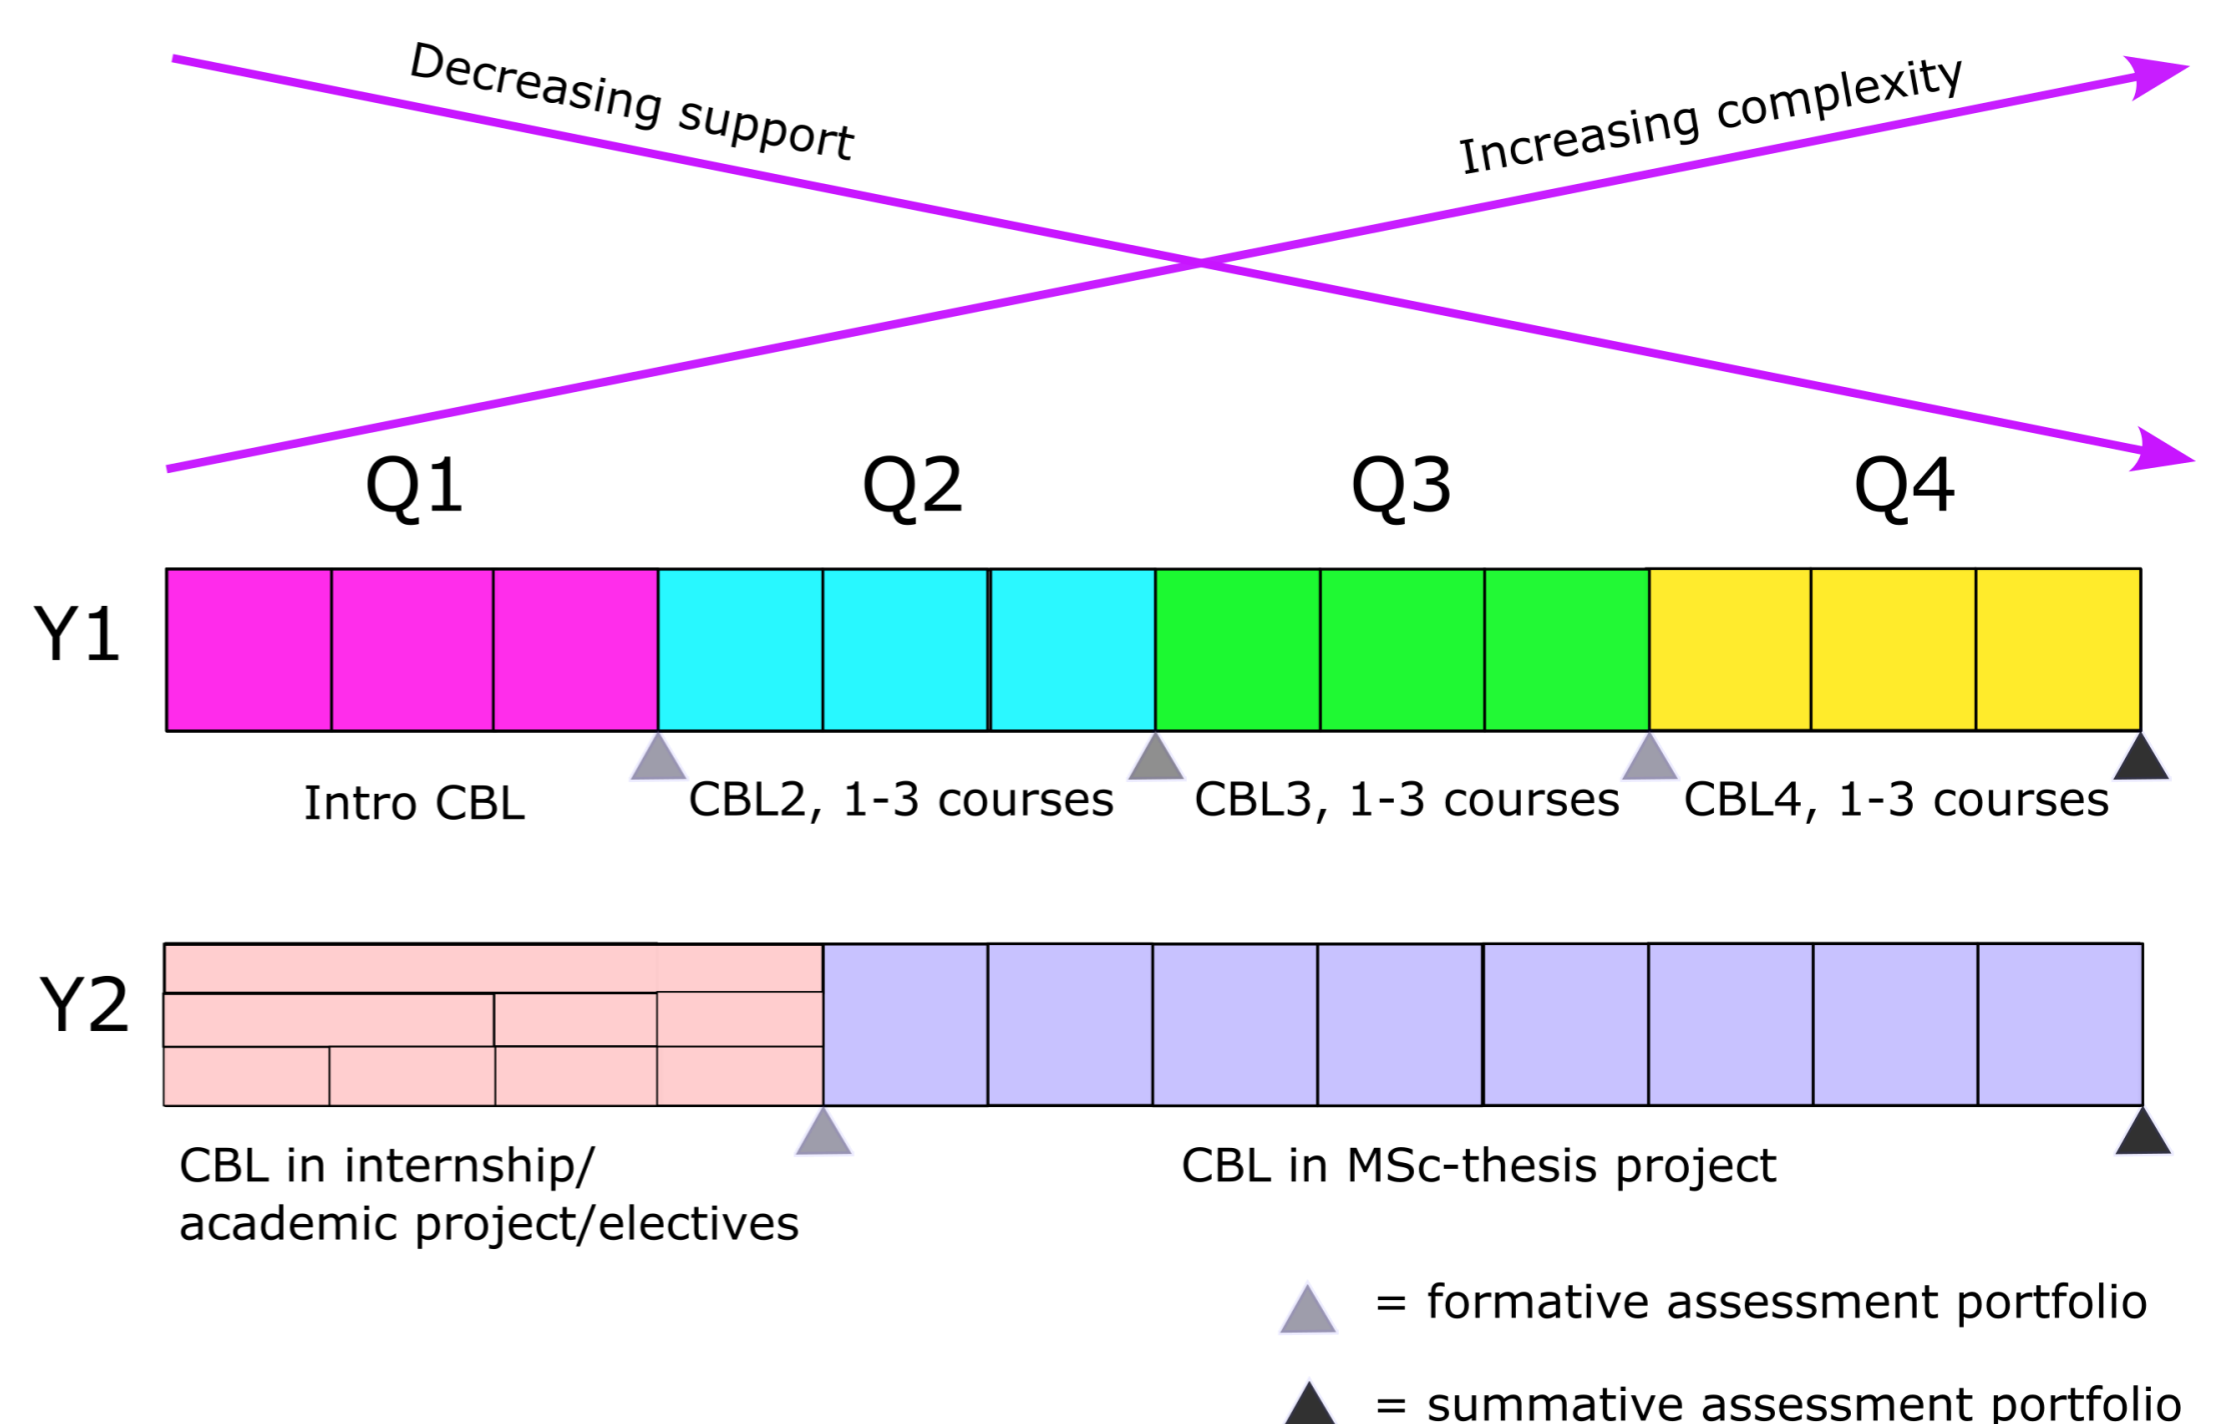 Decreasing support
Increasing complexity
Q1
Q2
Q3
Q4
Y1
Intro CBL
CBL2, 1-3 courses
CBL3, 1-3 courses
CBL4, 1-3 courses
Y2
CBL in internship/
academic project/electives
CBL in MSc-thesis project
= formative assessment portfolio
= summative assessment portfolio